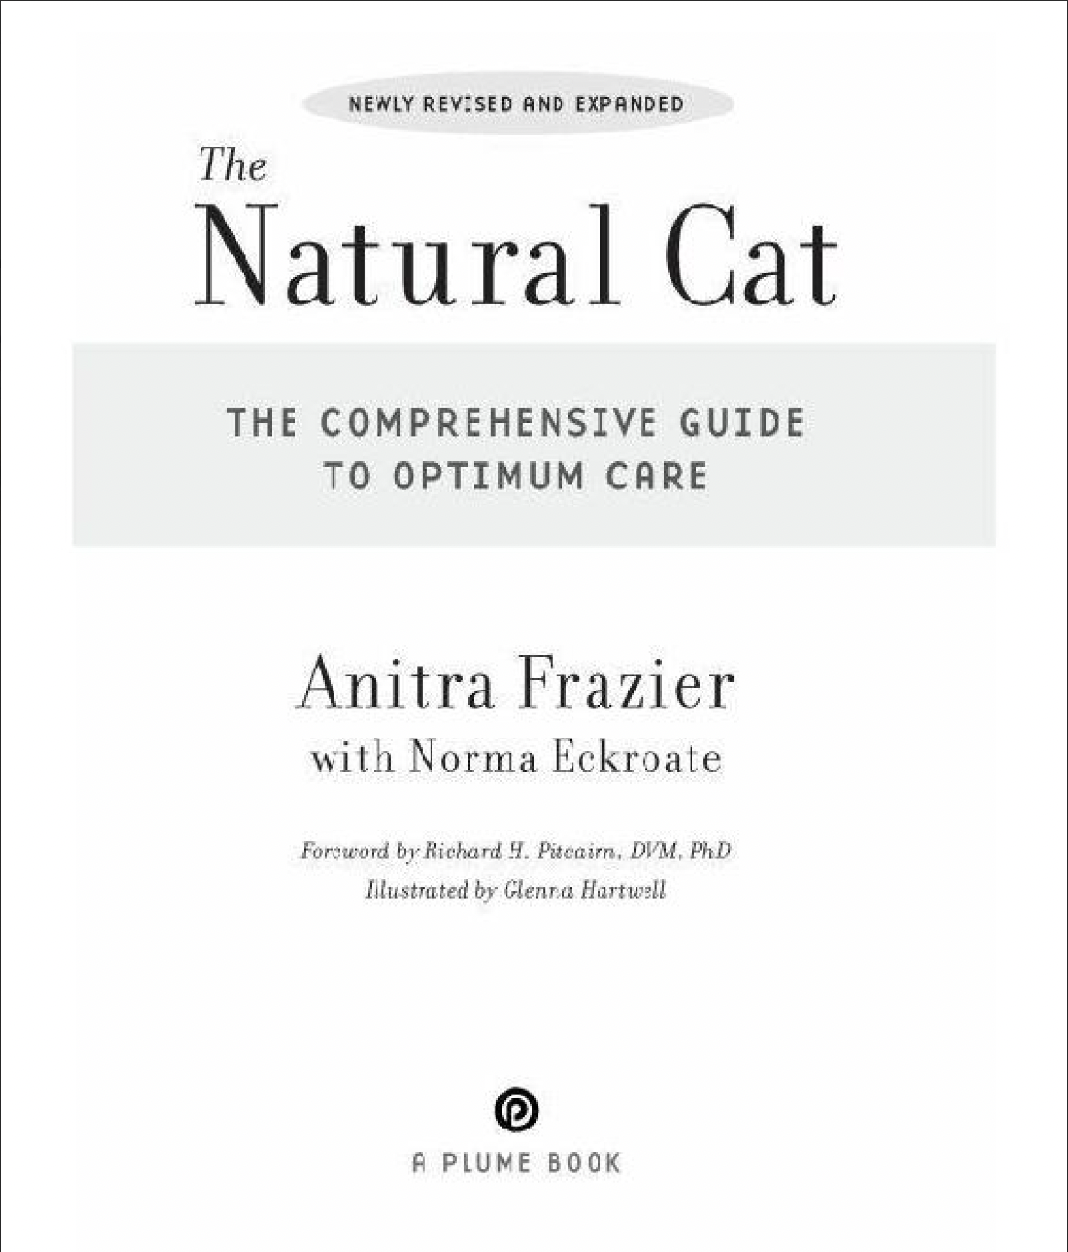 NEWLY REVISED AND EXPANDED
The
Natural Cat
THE COMPREHENSIVE GUIDE
TO OPTIMUM CARE
Anitra Frazier
with Norma Eckroate
Foreword by Richard H. Pitcairn, DVM, PhD
Illustrated by Glenna Hartwell
P
A PLUME BOOK